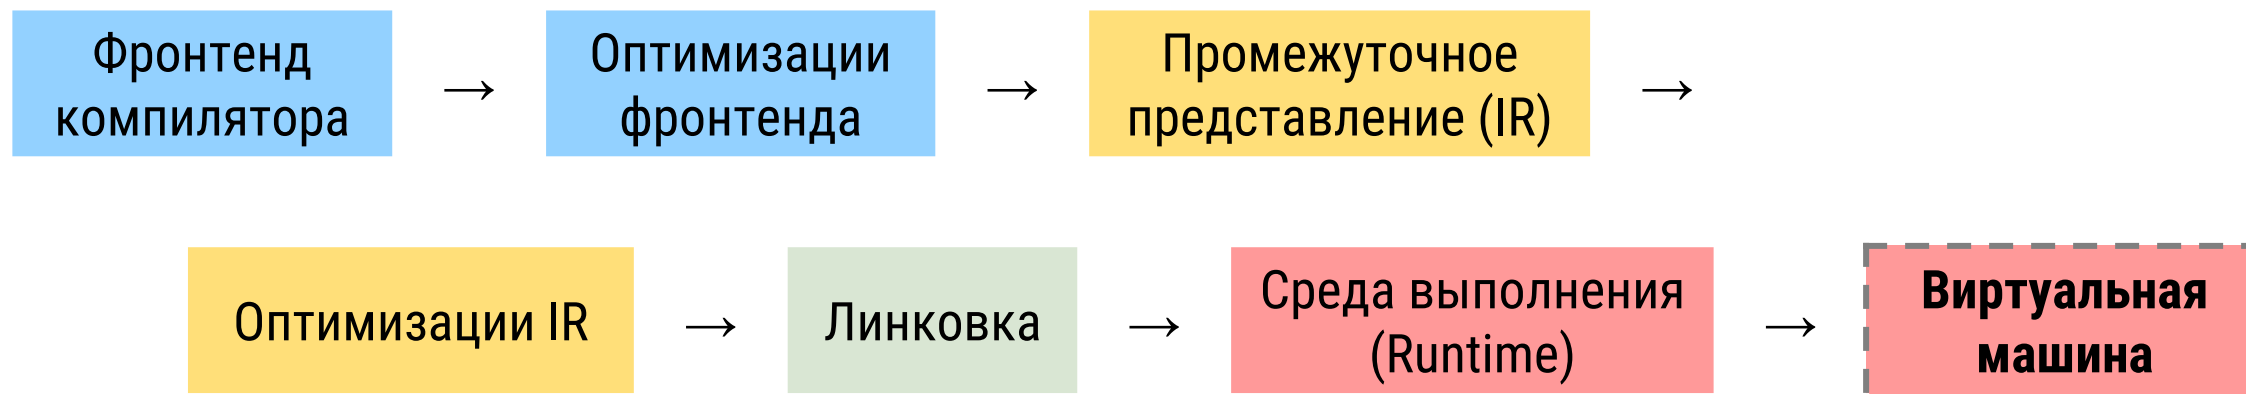 Фронтенд
компилятора
→
Оптимизации
фронтенда
→
Промежуточное
представление (IR)
→
Оптимизации IR
→
Линковка
→
Среда выполнения
(Runtime)
→
Виртуальная
машина